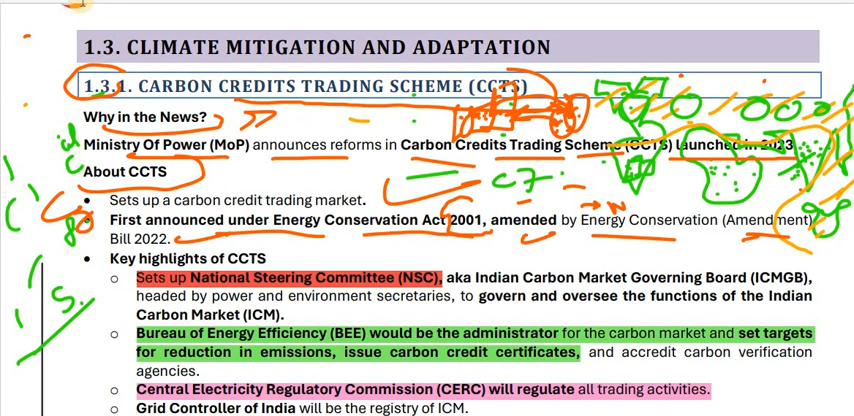 1.3. CLIMATE MITIGATION AND ADAPTATION
1.3.1. CARBON CREDITS TRADING SCHEME (CCTS)
Why in the News?
Ministry Of Power (MoP) announces reforms in Carbon Credits Trading Scheme (CCTS) launched in 2023
About CCTS
• Sets up a carbon credit trading market.
• First announced under Energy Conservation Act 2001, amended by Energy Conservation (Amendment)
Bill 2022.
• Key highlights of CCTS
o Sets up National Steering Committee (NSC), aka Indian Carbon Market Governing Board (ICMGB),
headed by power and environment secretaries, to govern and oversee the functions of the Indian
Carbon Market (ICM).
o Bureau of Energy Efficiency (BEE) would be the administrator for the carbon market and set targets
for reduction in emissions, issue carbon credit certificates, and accredit carbon verification
agencies.
o Central Electricity Regulatory Commission (CERC) will regulate all trading activities.
o Grid Controller of India will be the registry of ICM.